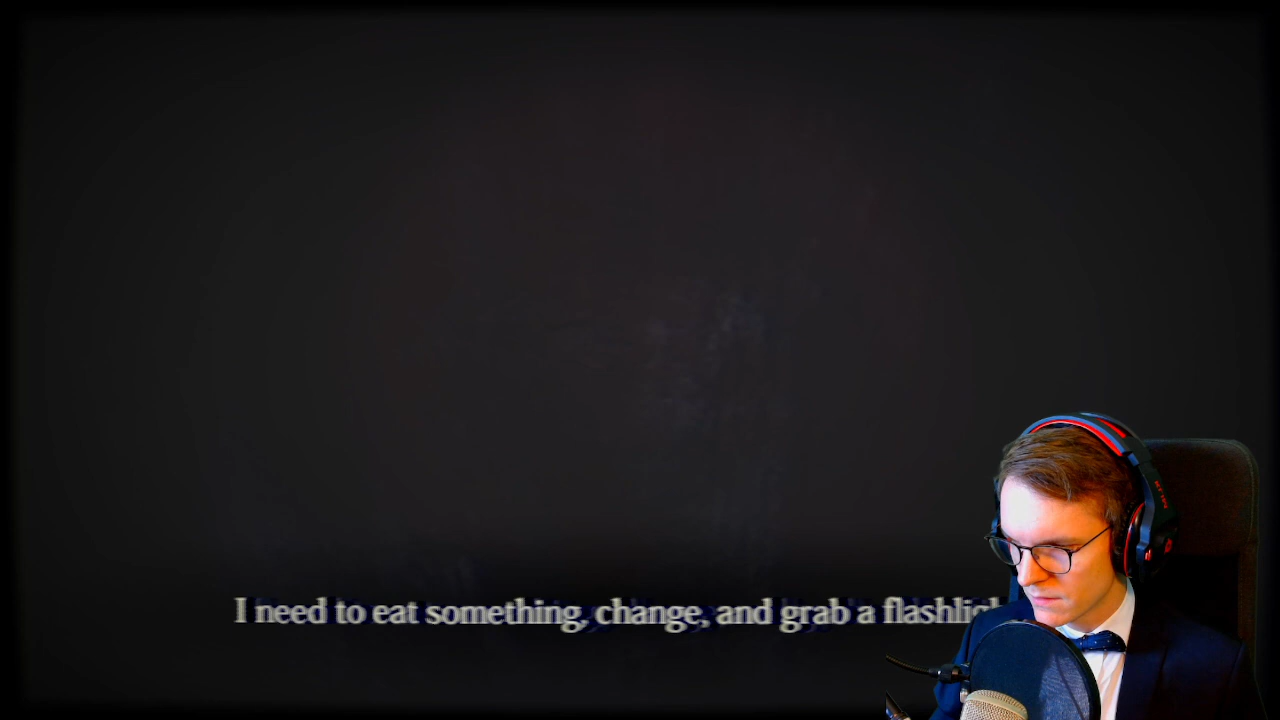 I need to eat something, change, and grab a